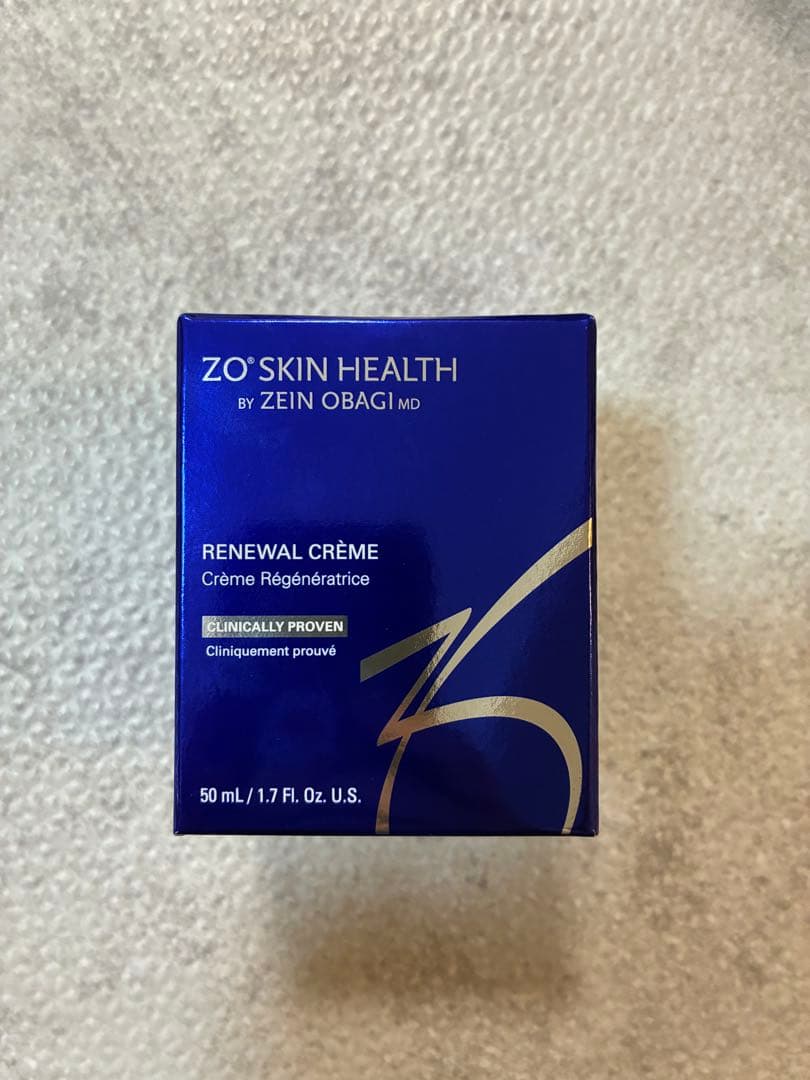 ZO® SKIN HEALTH
BY ZEIN OBAGI MD
RENEWAL CRÈME
Crème Régénératrice
CLINICALLY PROVEN
Cliniquement prouvé
50 mL / 1.7 Fl. Oz. U.S.